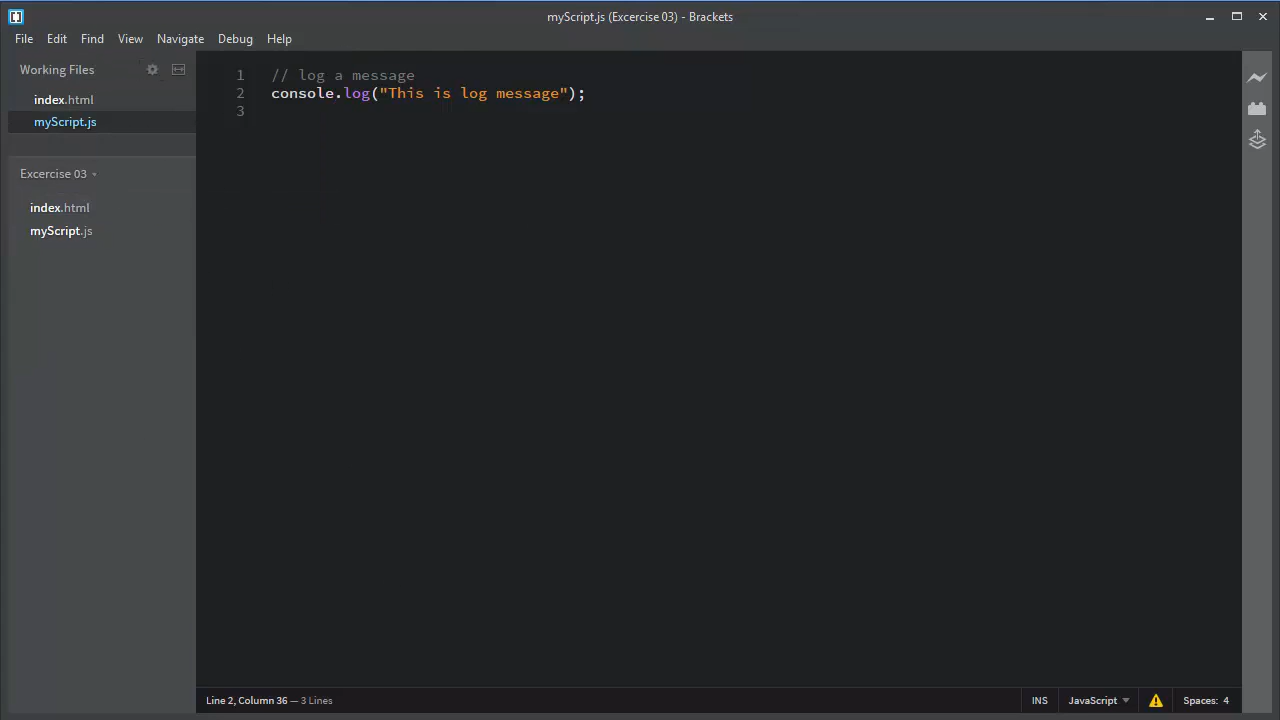 myScript.js (Excercise 03) - Brackets
File Edit Find View Navigate Debug Help
Working Files
index.html
myScript.js
Excercise 03
index.html
myScript.js
1 // log a message
2 console.log("This is log message");
3
Line 2, Column 36 — 3 Lines
INS JavaScript Spaces: 4